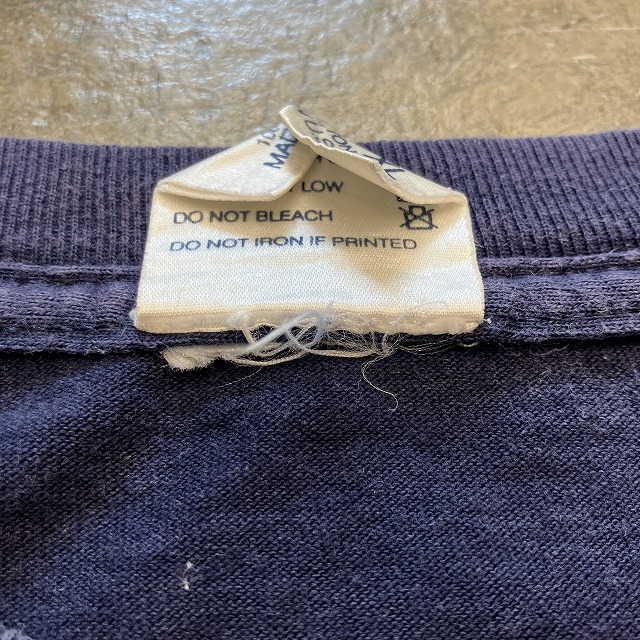 LOW
DO NOT BLEACH
DO NOT IRON IF PRINTED